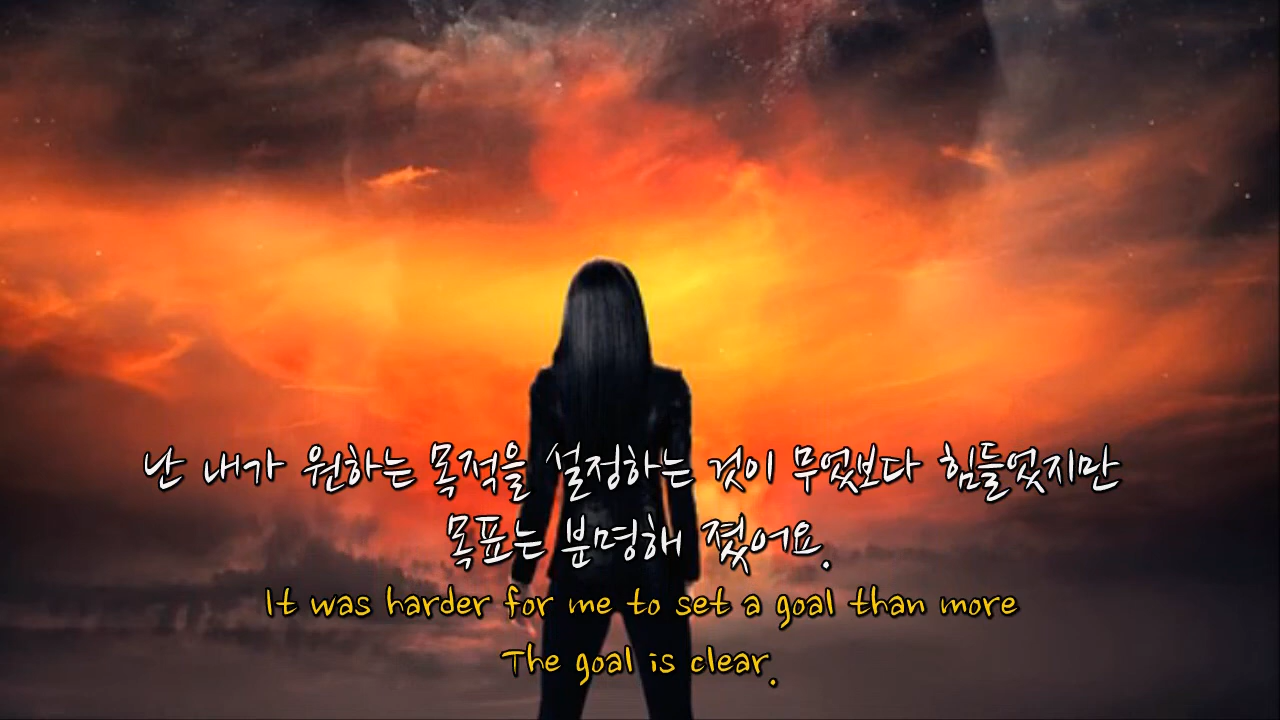 난 내가 원하는 목적을 설정하는 것이 무었보다 힘들었지만
목표는 분명해 졌어요.
It was harder for me to set a goal than more
The goal is clear.